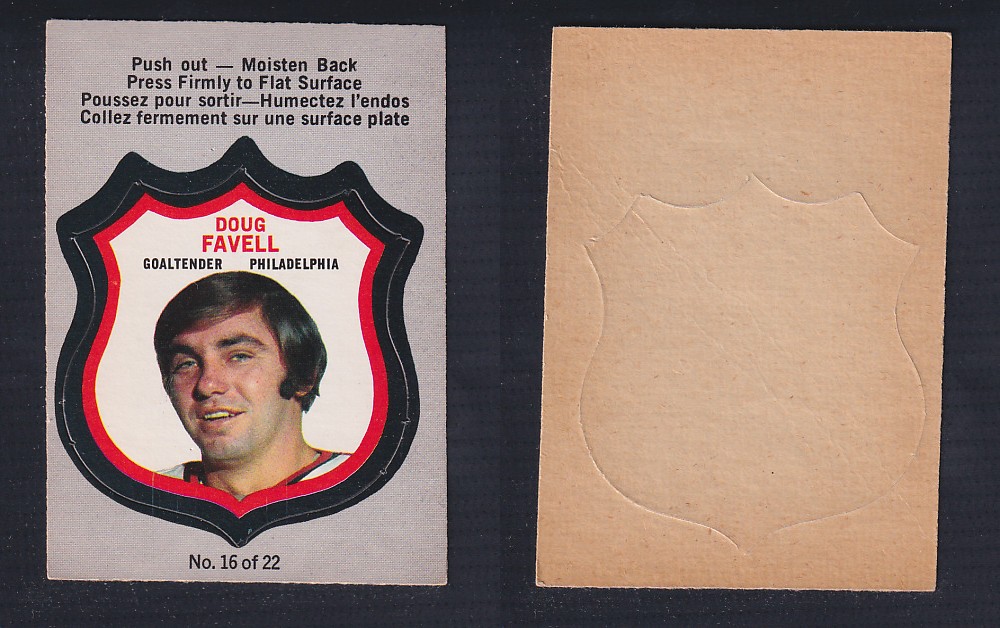 Push out — Moisten Back
Press Firmly to Flat Surface
Poussez pour sortir—Humectez l'endos
Collez fermement sur une surface plate
DOUG
FAVELL
GOALTENDER PHILADELPHIA
No. 16 of 22